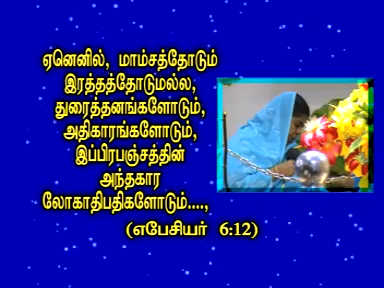 ஏனெனில், மாம்சத்தோடும்
இரத்தத்தோடுமல்ல,
துரைத்தனங்களோடும்,
அதிகாரங்களோடும்,
இப்பிரபஞ்சத்தின்
அந்தகார
லோகாதிபதிகளோடும்....,
(எபேசியர் 6:12)